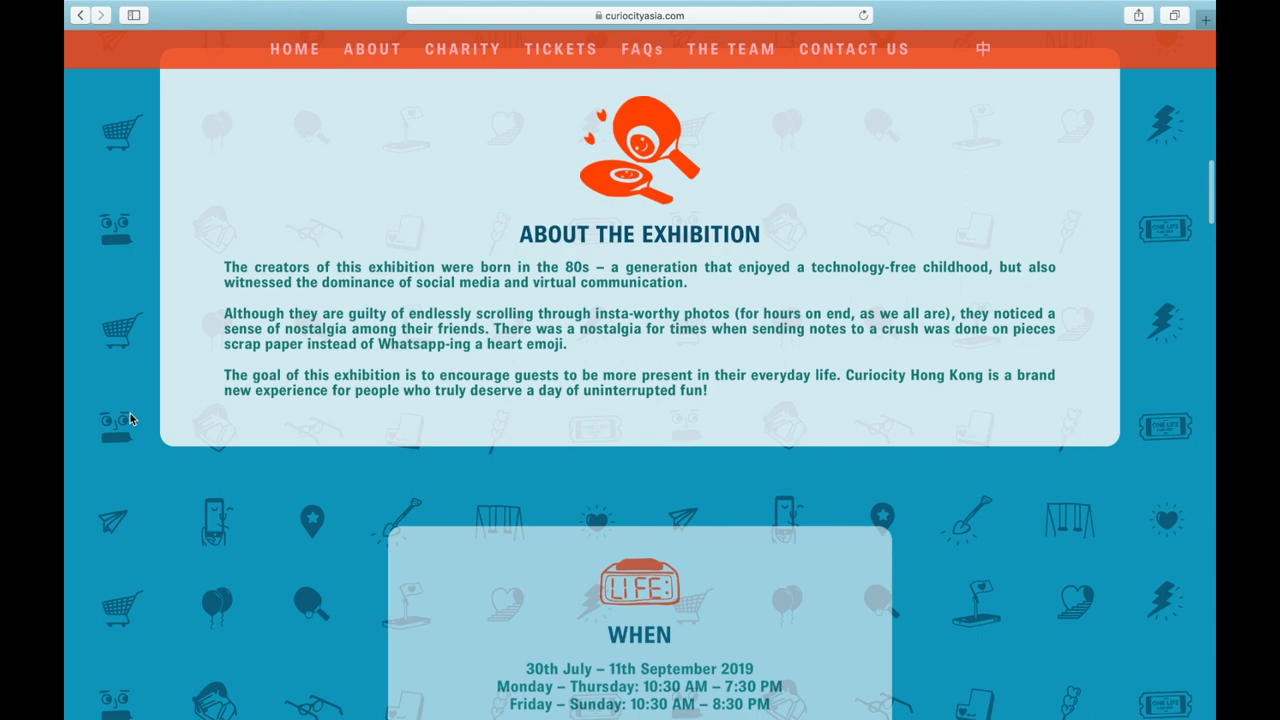 curiocityasia.com
HOME ABOUT CHARITY TICKETS FAQs THE TEAM CONTACT US 中
ABOUT THE EXHIBITION
The creators of this exhibition were born in the 80s – a generation that enjoyed a technology-free childhood, but also
witnessed the dominance of social media and virtual communication.
Although they are guilty of endlessly scrolling through insta-worthy photos (for hours on end, as we all are), they noticed a
sense of nostalgia among their friends. There was a nostalgia for times when sending notes to a crush was done on pieces
scrap paper instead of Whatsapp-ing a heart emoji.
The goal of this exhibition is to encourage guests to be more present in their everyday life. Curiocity Hong Kong is a brand
new experience for people who truly deserve a day of uninterrupted fun!
LIFE:
WHEN
30th July – 11th September 2019
Monday – Thursday: 10:30 AM – 7:30 PM
Friday – Sunday: 10:30 AM – 8:30 PM